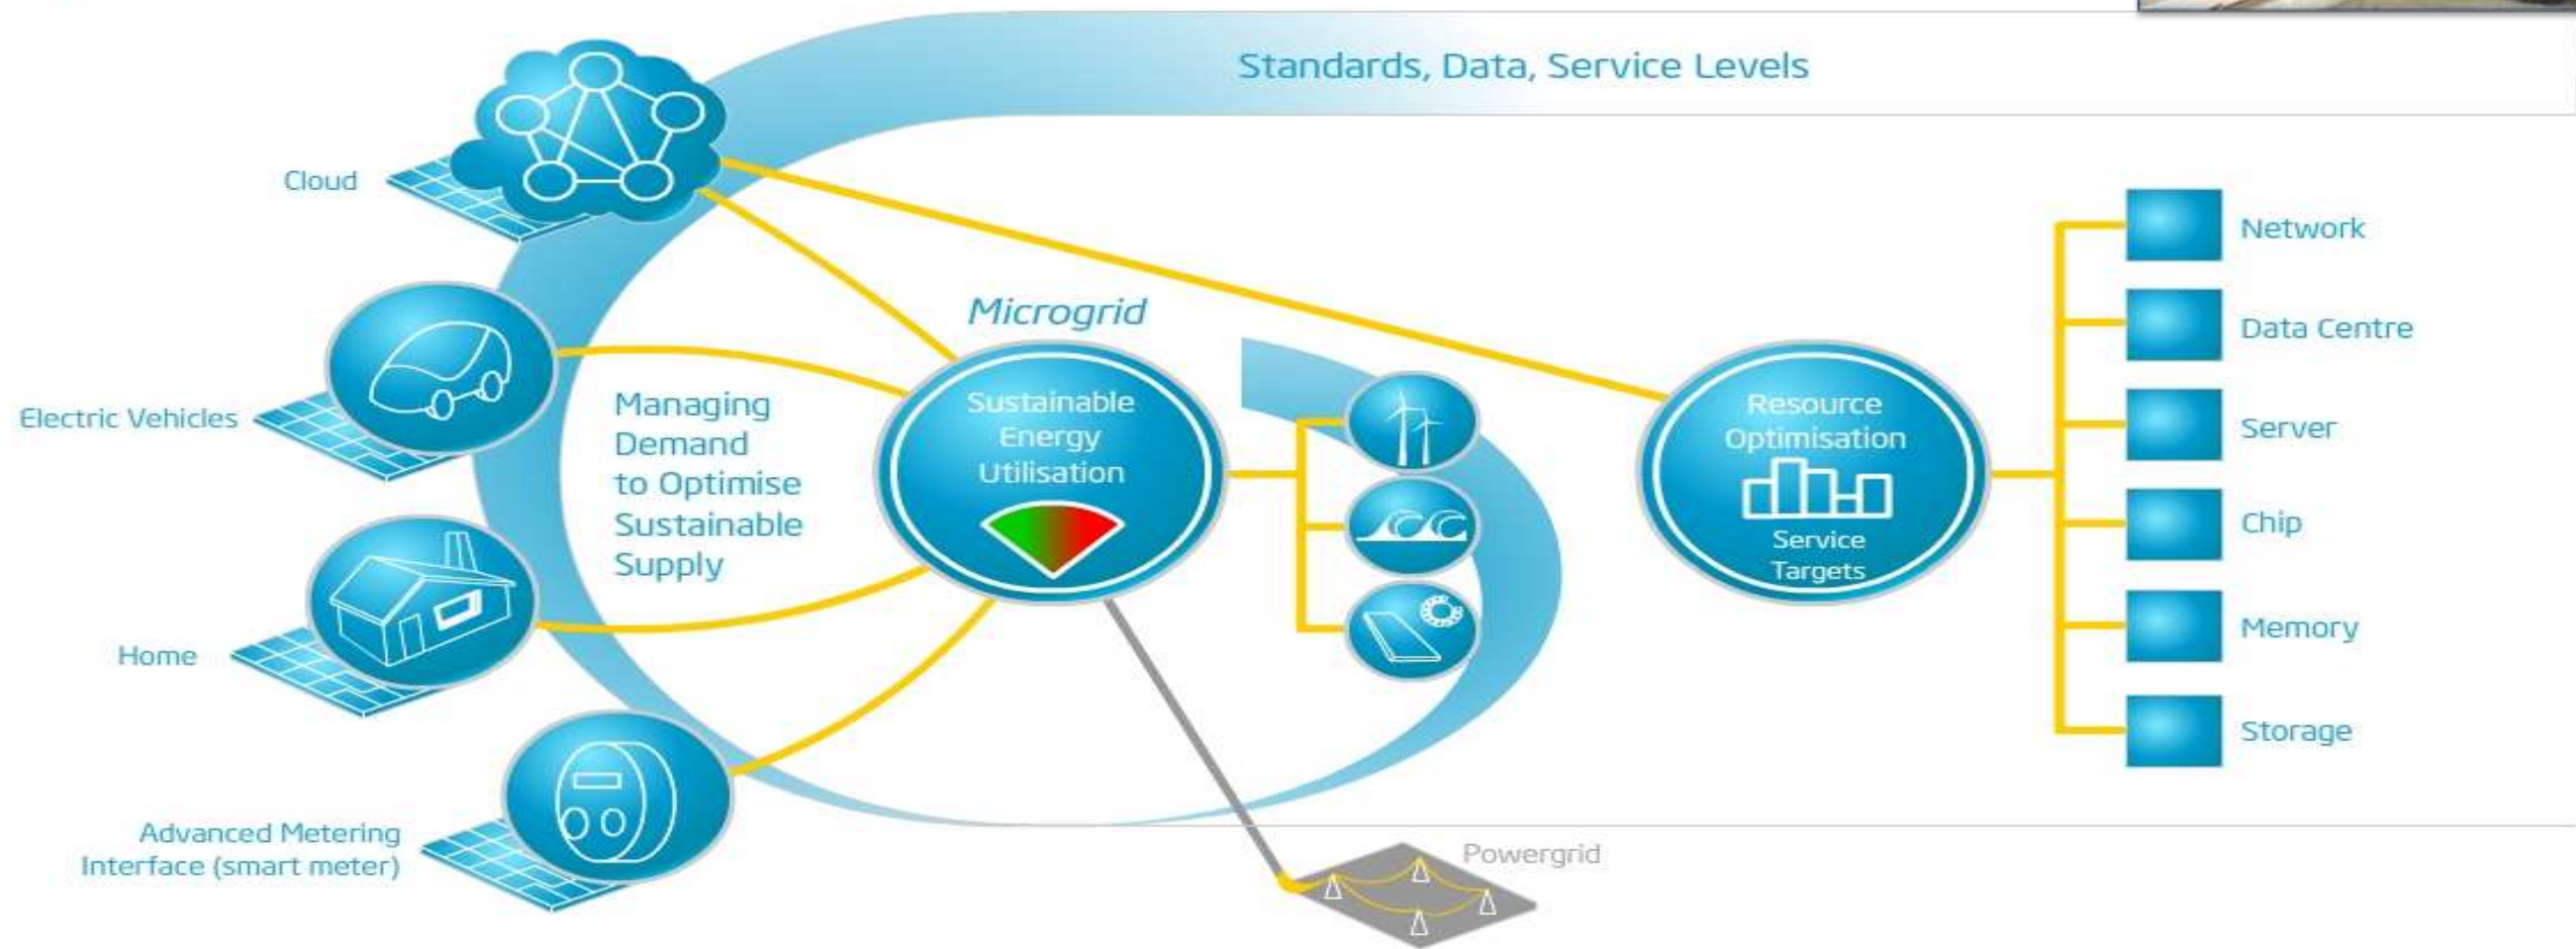 Standards, Data, Service Levels
Cloud
Electric Vehicles
Home
Advanced Metering
Interface (smart meter)
Managing
Demand
to Optimise
Sustainable
Supply
Microgrid
Sustainable
Energy
Utilisation
Powergrid
Resource
Optimisation
Service
Targets
Network
Data Centre
Server
Chip
Memory
Storage